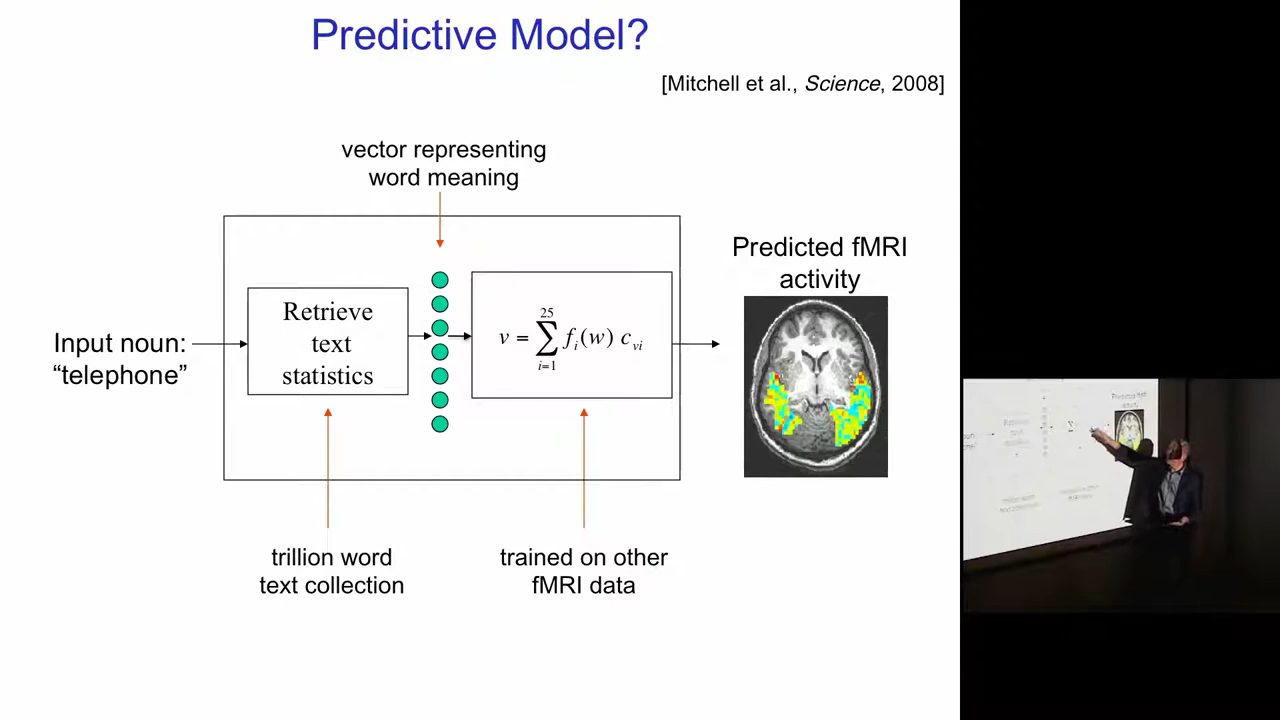 Predictive Model?
[Mitchell et al., Science, 2008]
vector representing
word meaning
Predicted fMRI
activity
Input noun:
“telephone”
Retrieve
text
statistics
v = ∑ f_i(w) c_vi
25
i=1
trillion word
text collection
trained on other
fMRI data